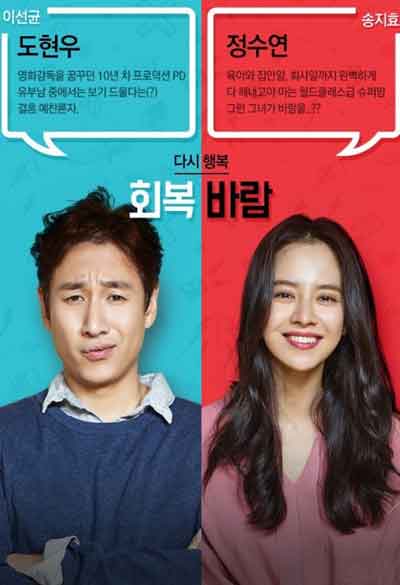 이선균
도현우
영화감독을 꿈꾸던 10년 차 프로덕션 PD
유부남 중에서는 보기 드물다는(?)
결혼 예찬론자.
송지효
정수연
육아와 집안일, 회사일까지 완벽하게
다 해내고야 마는 월드클래스급 슈퍼맘
그런 그녀가 바람을..??
다시 행복
회복 바람